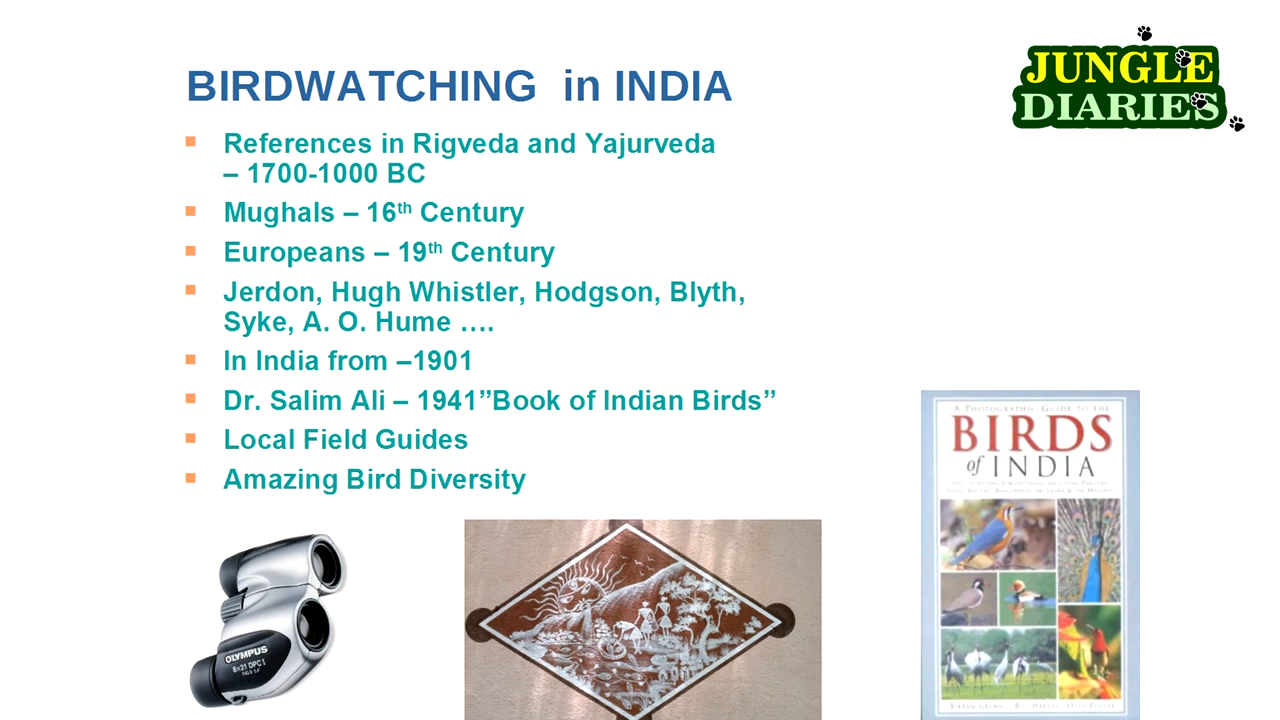 BIRDWATCHING in INDIA
JUNGLE
DIARIES
References in Rigveda and Yajurveda
– 1700-1000 BC
Mughals – 16th Century
Europeans – 19th Century
Jerdon, Hugh Whistler, Hodgson, Blyth,
Syke, A. O. Hume ....
In India from –1901
Dr. Salim Ali – 1941”Book of Indian Birds”
Local Field Guides
Amazing Bird Diversity
OLYMPUS
8x21 DPC I
A PHOTOGRAPHIC GUIDE TO THE
BIRDS
of INDIA